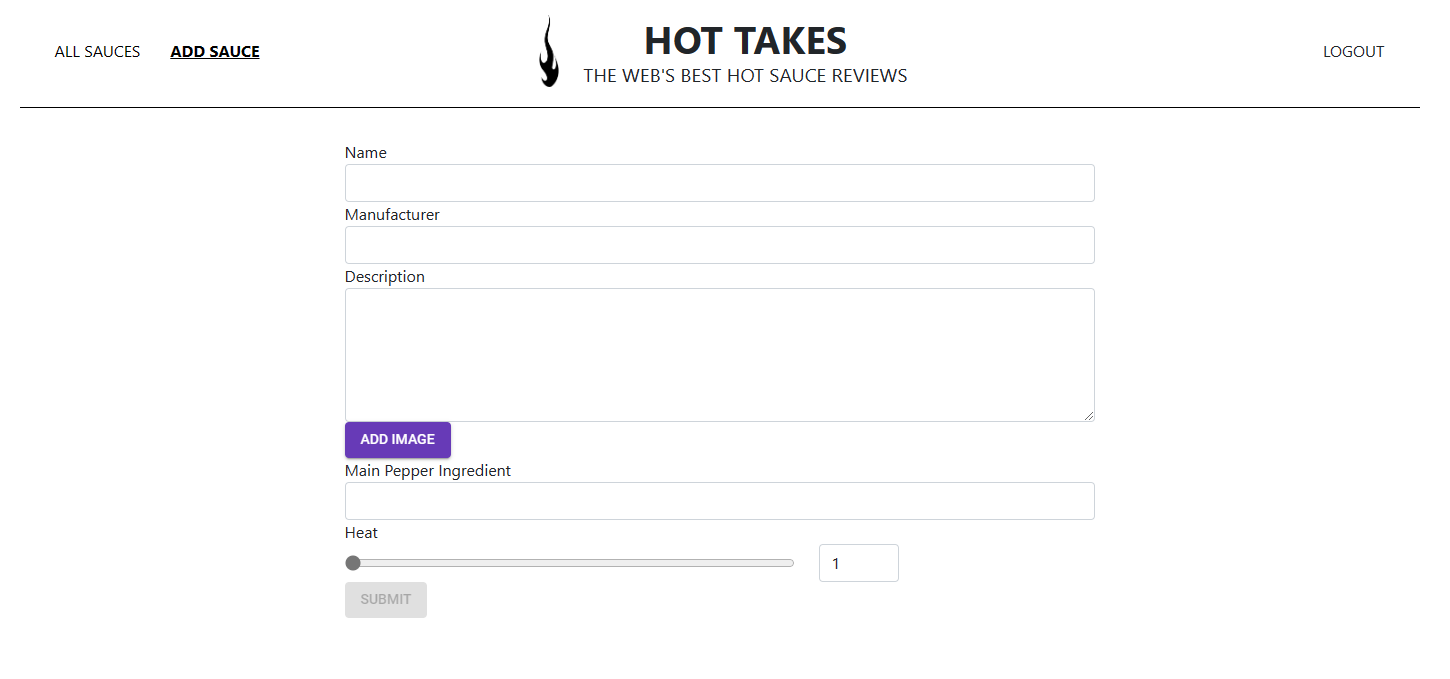 ALL SAUCES
ADD SAUCE
HOT TAKES
THE WEB'S BEST HOT SAUCE REVIEWS
LOGOUT
Name
Manufacturer
Description
ADD IMAGE
Main Pepper Ingredient
Heat
1
SUBMIT